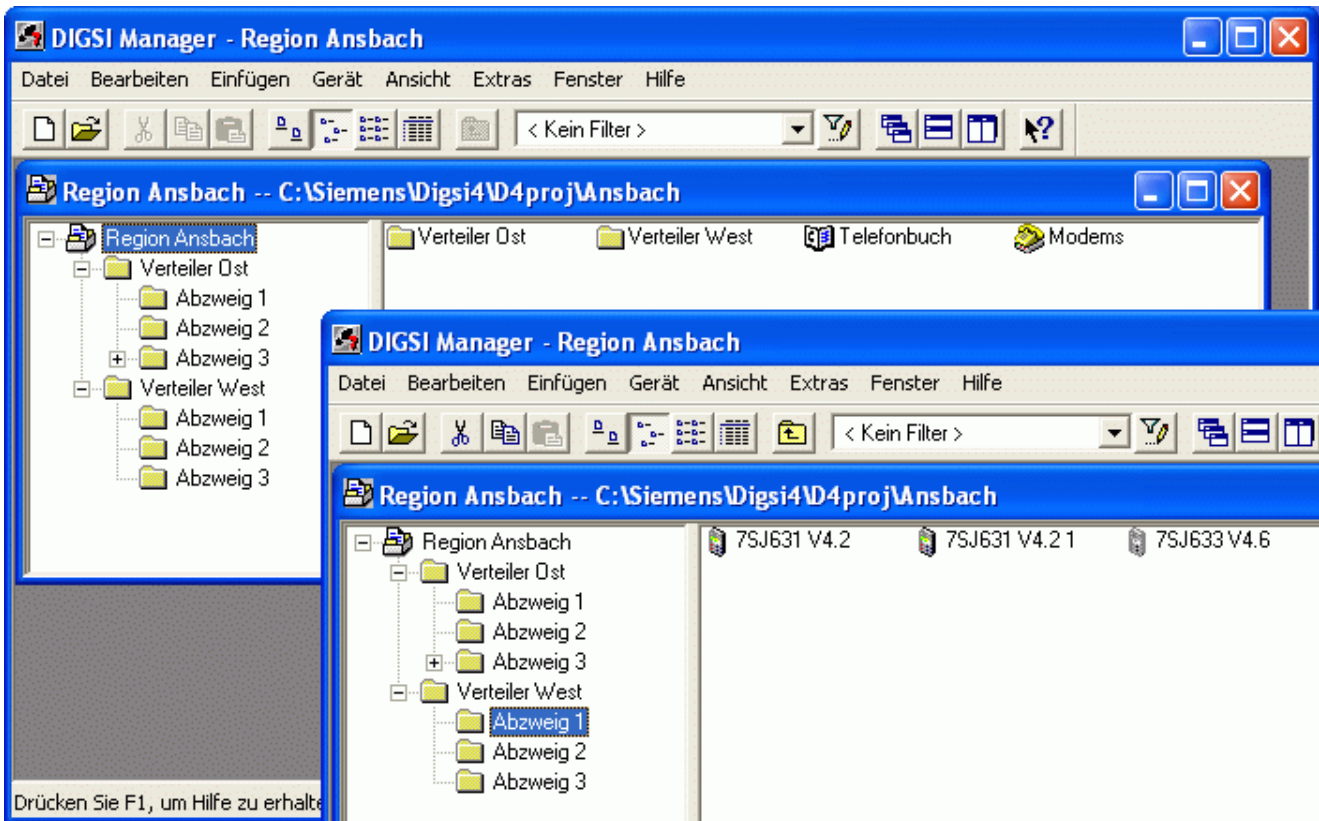 DIGSI Manager - Region Ansbach
Datei Bearbeiten Einfügen Gerät Ansicht Extras Fenster Hilfe
< Kein Filter >
Region Ansbach -- C:\Siemens\Digsi4\D4proj\Ansbach
Region Ansbach
Verteiler Ost
Abzweig 1
Abzweig 2
Abzweig 3
Verteiler West
Abzweig 1
Abzweig 2
Abzweig 3
Verteiler Ost Verteiler West Telefonbuch Modems
Drücken Sie F1, um Hilfe zu erhalte
DIGSI Manager - Region Ansbach
Datei Bearbeiten Einfügen Gerät Ansicht Extras Fenster Hilfe
< Kein Filter >
Region Ansbach -- C:\Siemens\Digsi4\D4proj\Ansbach
Region Ansbach
Verteiler Ost
Abzweig 1
Abzweig 2
Abzweig 3
Verteiler West
Abzweig 1
Abzweig 2
Abzweig 3
7SJ631 V4.2 7SJ631 V4.2 1 7SJ633 V4.6